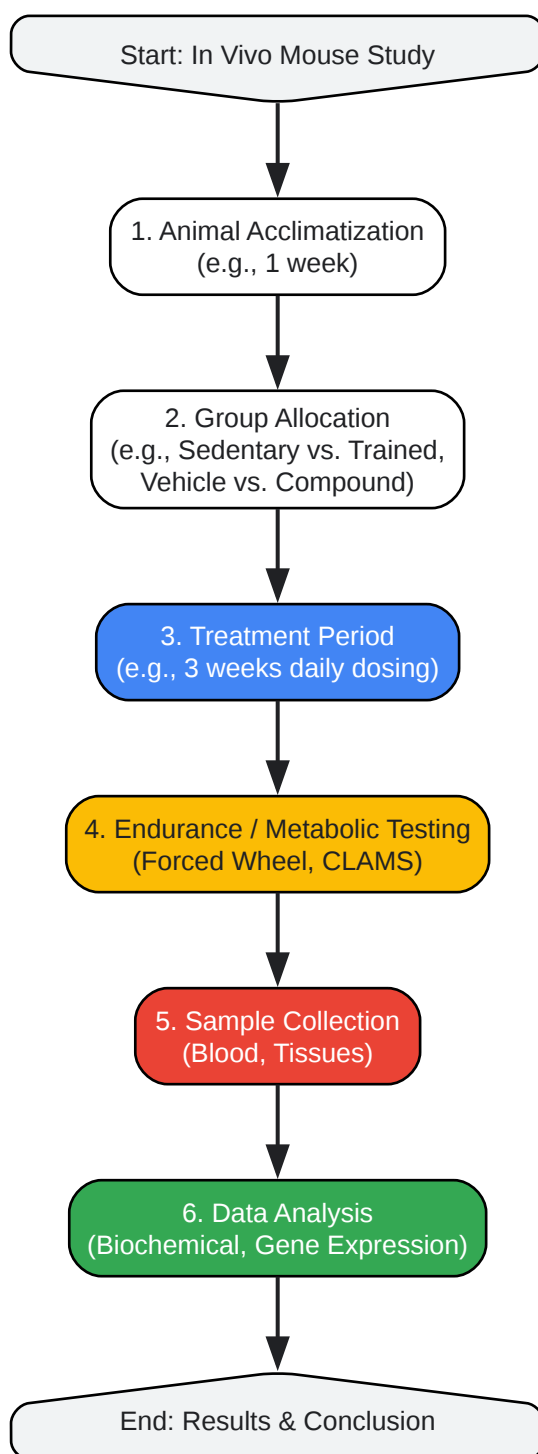 Start: In Vivo Mouse Study
1. Animal Acclimatization
(e.g., 1 week)
2. Group Allocation
(e.g., Sedentary vs. Trained,
Vehicle vs. Compound)
3. Treatment Period
(e.g., 3 weeks daily dosing)
4. Endurance / Metabolic Testing
(Forced Wheel, CLAMS)
5. Sample Collection
(Blood, Tissues)
6. Data Analysis
(Biochemical, Gene Expression)
End: Results & Conclusion